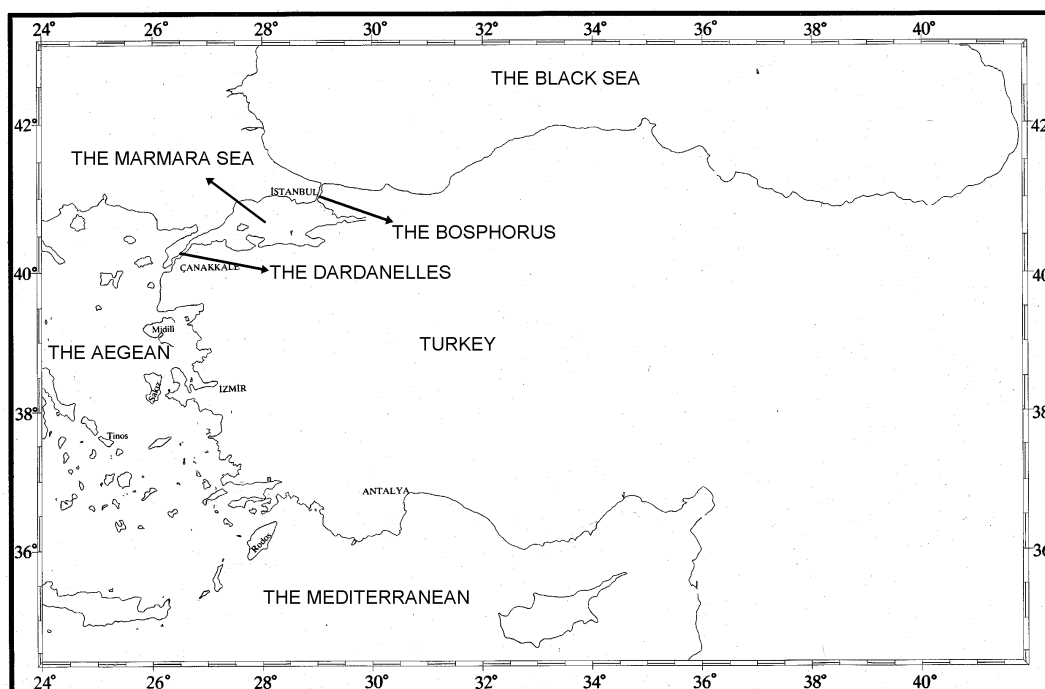 24° 26° 28° 30° 32° 34° 36° 38° 40°
THE BLACK SEA
42° 42°
THE MARMARA SEA
İSTANBUL
THE BOSPHORUS
40° ÇANAKKALE THE DARDANELLES 40°
Midilli
THE AEGEAN TURKEY
İZMİR
38° 38°
Tinos
ANTALYA
Rodos
36° 36°
THE MEDITERRANEAN
24° 26° 28° 30° 32° 34° 36° 38° 40°